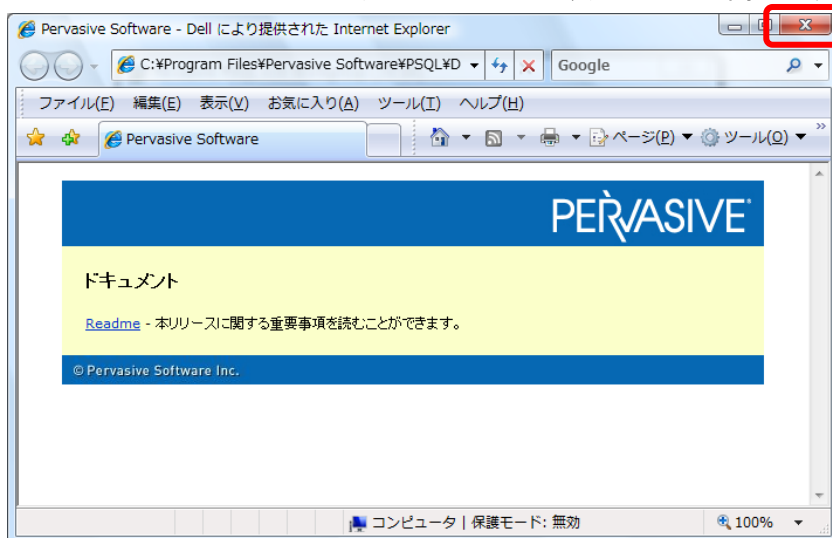 Pervasive Software - Dell により提供された Internet Explorer
C:¥Program Files¥Pervasive Software¥PSQL¥D
Google
ファイル(F) 編集(E) 表示(V) お気に入り(A) ツール(T) ヘルプ(H)
Pervasive Software
ページ(P) ツール(O)
PERVASIVE
ドキュメント
Readme - 本リリースに関する重要事項を読むことができます。
© Pervasive Software Inc.
コンピュータ | 保護モード: 無効
100%